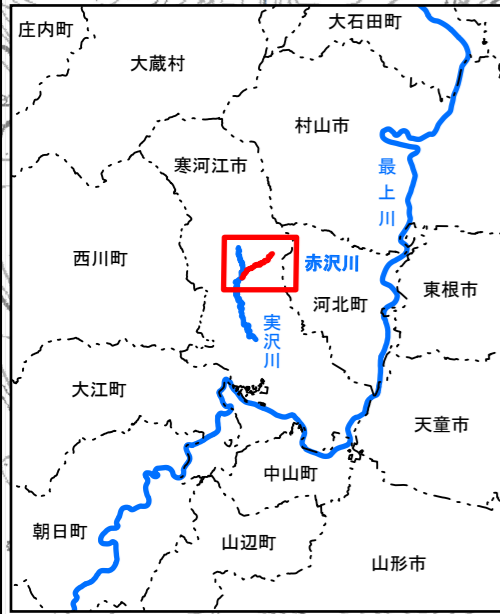 庄内町
大石田町
大蔵村
村山市
寒河江市
最上川
西川町
赤沢川
東根市
河北町
実沢川
大江町
天童市
中山町
朝日町
山辺町
山形市